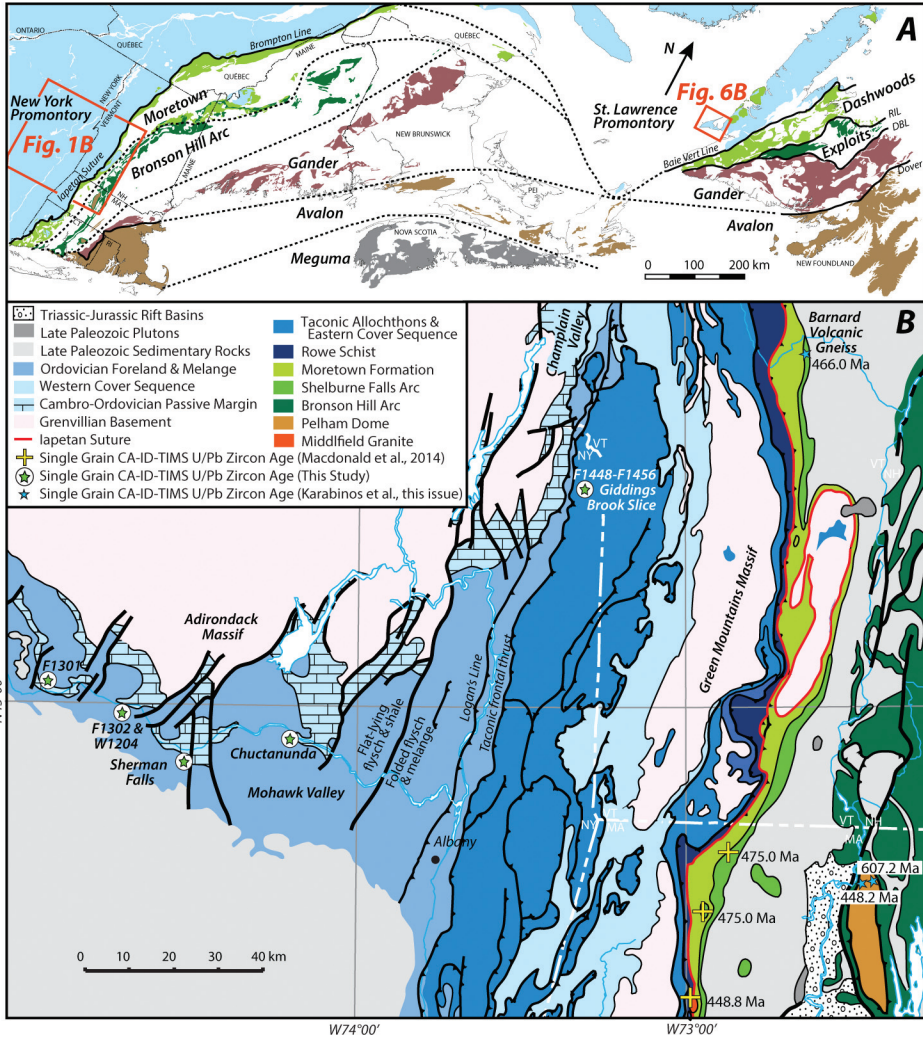 A
ONTARIO
QUÉBEC
Brompton Line
MAINE
QUÉBEC
QUÉBEC
N
NEW YORK
VERMONT
New York
Promontory
Fig. 1B
Iapetan Suture
Moretown
Bronson Hill Arc
MAINE
NH
MA
RI
Gander
NEW BRUNSWICK
PEI
Avalon
NOVA SCOTIA
Meguma
St. Lawrence
Promontory
Fig. 6B
Dashwoods
RIL
DBL
Exploits
Baie Vert Line
Dover
Gander
Avalon
NEW FOUNDLAND
0 100 200 km
B
Triassic-Jurassic Rift Basins
Late Paleozoic Plutons
Late Paleozoic Sedimentary Rocks
Ordovician Foreland & Melange
Western Cover Sequence
Cambro-Ordovician Passive Margin
Grenvillian Basement
Iapetan Suture
Taconic Allochthons &
Eastern Cover Sequence
Rowe Schist
Moretown Formation
Shelburne Falls Arc
Bronson Hill Arc
Pelham Dome
Middlfield Granite
Single Grain CA-ID-TIMS U/Pb Zircon Age (Macdonald et al., 2014)
Single Grain CA-ID-TIMS U/Pb Zircon Age (This Study)
Single Grain CA-ID-TIMS U/Pb Zircon Age (Karabinos et al., this issue)
Champlain
Valley
Barnard
Volcanic
Gneiss
466.0 Ma
VT
NY
F1448-F1456
Giddings
Brook Slice
VT
NH
Green Mountains Massif
Adirondack
Massif
F1301
F1302 &
W1204
Sherman
Falls
Chuctanunda
Mohawk Valley
Flat-lying
flysch & shale
Folded flysch
& melange
Logan's Line
Taconic frontal thrust
Albany
NY
VT
MA
VT
NH
MA
475.0 Ma
475.0 Ma
448.8 Ma
607.2 Ma
448.2 Ma
0 10 20 30 40 km
W74°00'
W73°00'